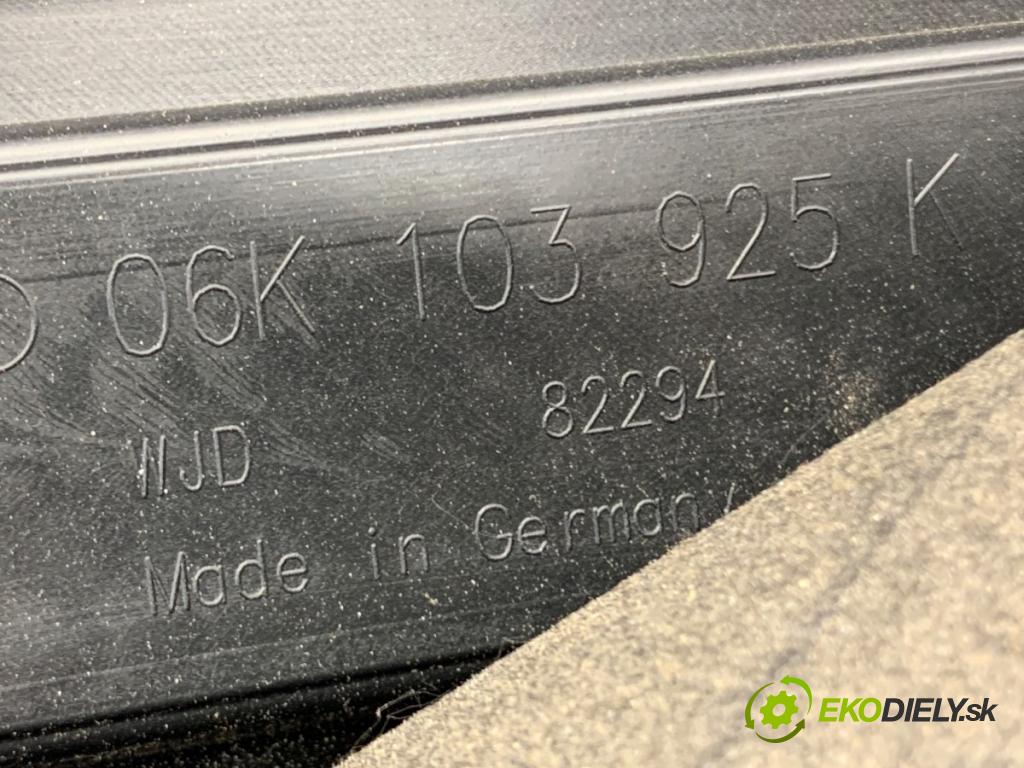 06K 103 925 K
WJD 82294
Made in Germany
EKODIELY.sk